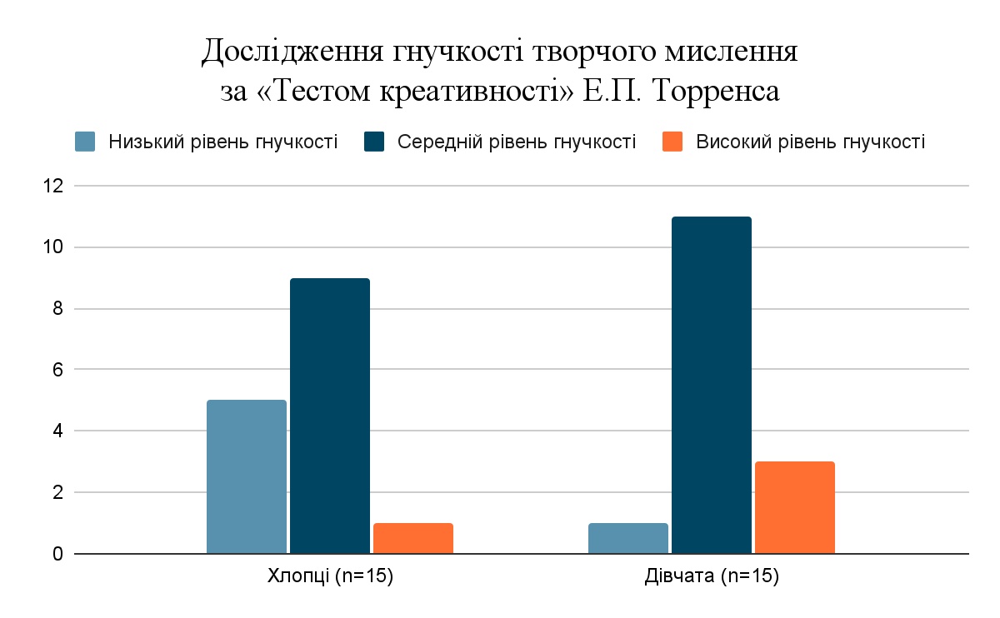 Дослідження гнучкості творчого мислення
за «Тестом креативності» Е.П. Торренса
Низький рівень гнучкості
Середній рівень гнучкості
Високий рівень гнучкості
12
10
8
6
4
2
0
Хлопці (n=15)
Дівчата (n=15)